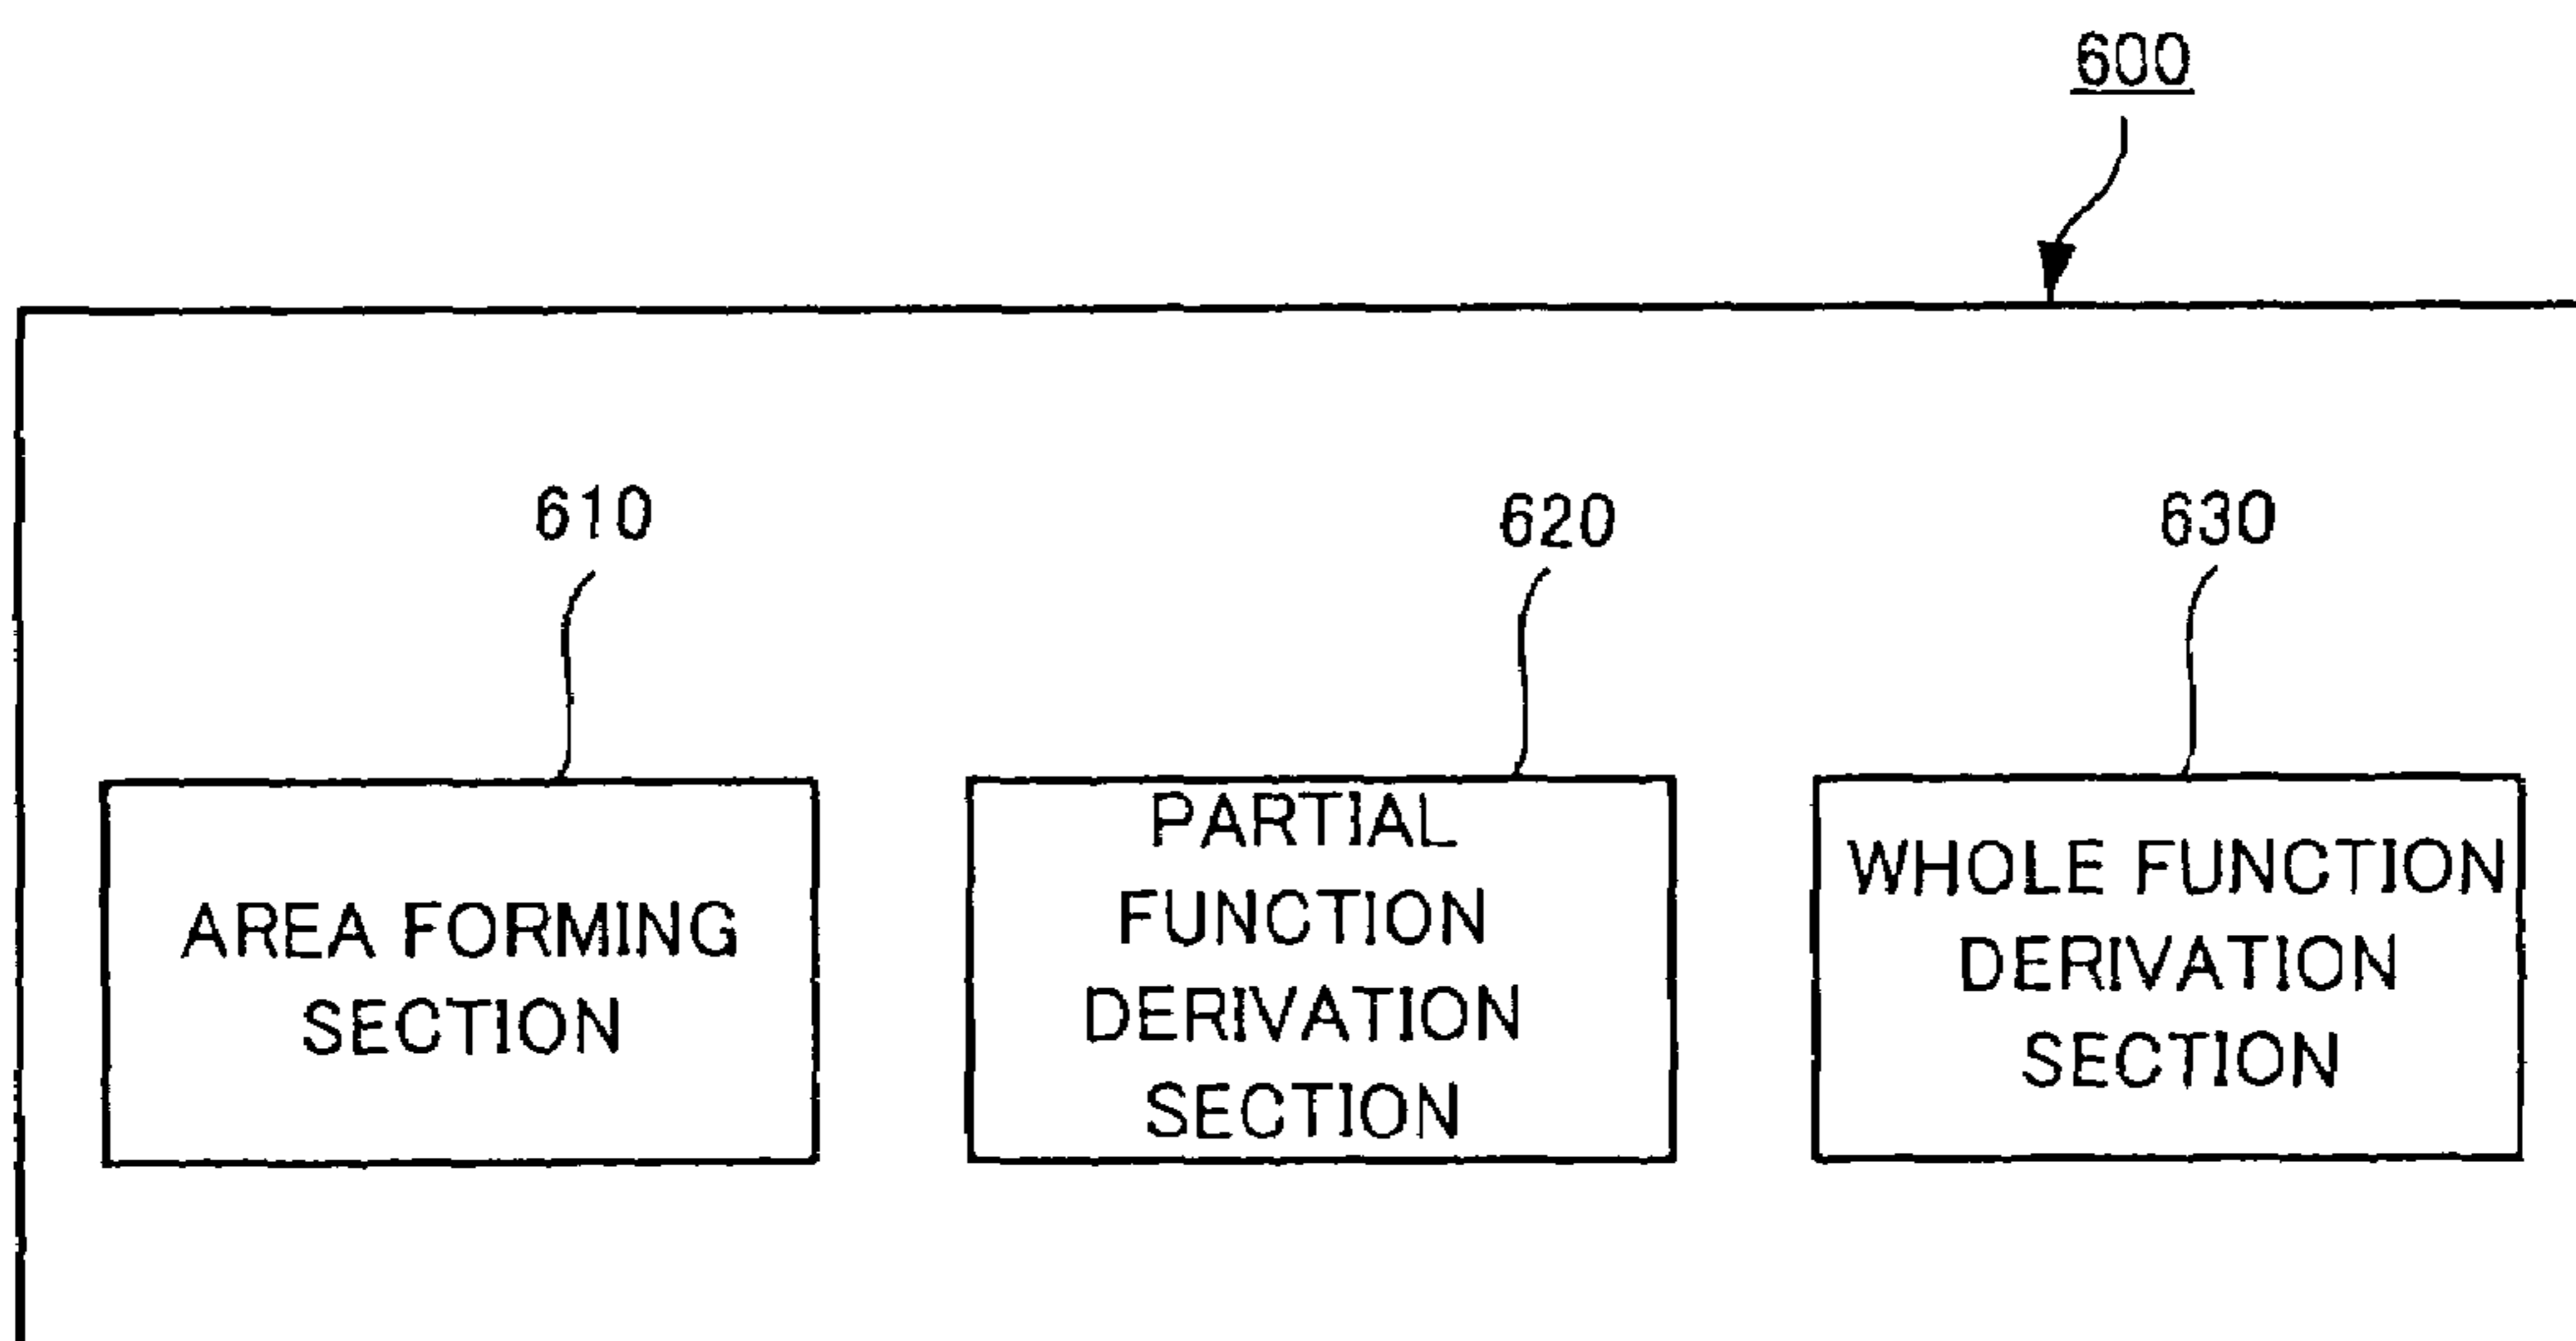 600
610
620
630
AREA FORMING
SECTION
PARTIAL
FUNCTION
DERIVATION
SECTION
WHOLE FUNCTION
DERIVATION
SECTION